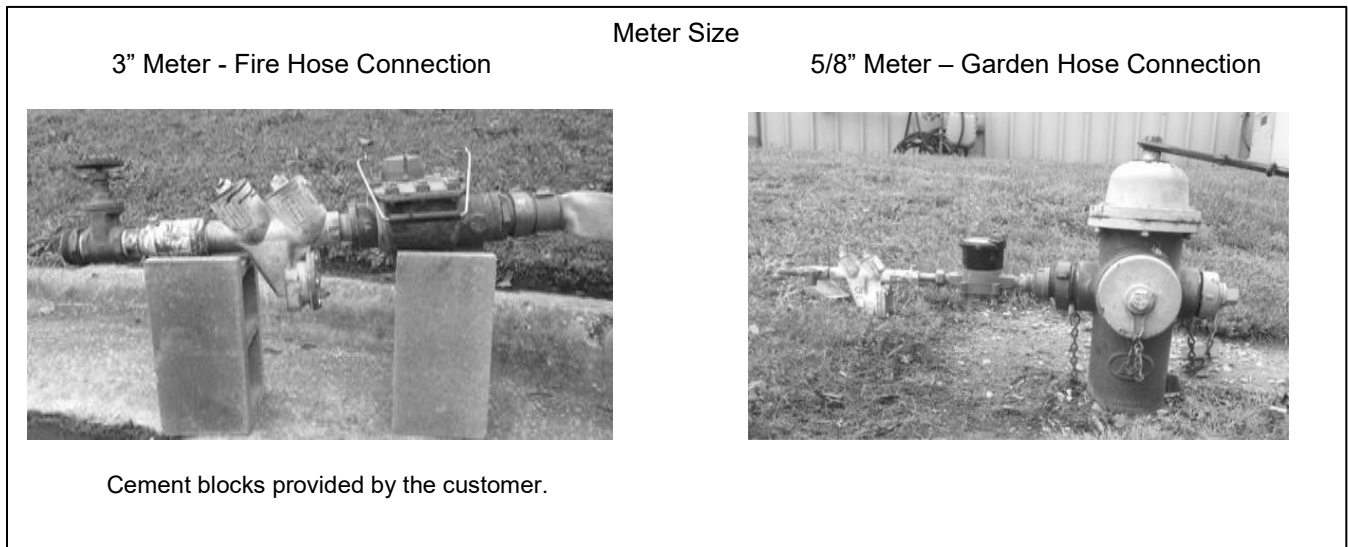 Meter Size
3” Meter - Fire Hose Connection
5/8” Meter – Garden Hose Connection
Cement blocks provided by the customer.